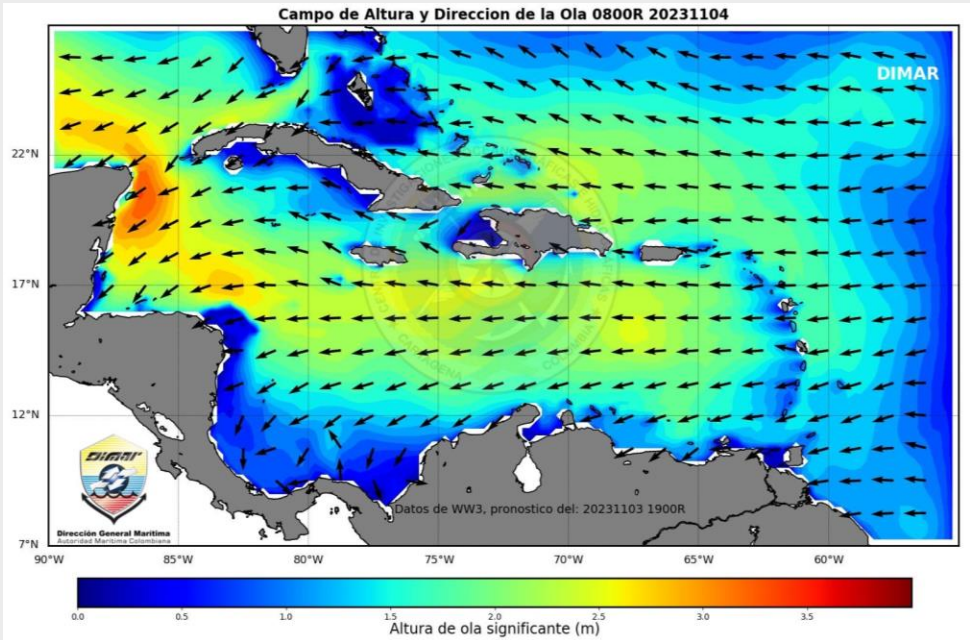 Campo de Altura y Direccion de la Ola 0800R 20231104
DIMAR
22°N
17°N
12°N
7°N
Datos de WW3, pronostico del: 20231103 1900R
Dimar
Dirección General Marítima
Autoridad Marítima Colombiana
90°W 85°W 80°W 75°W 70°W 65°W 60°W
0.0 0.5 1.0 1.5 2.0 2.5 3.0 3.5
Altura de ola significante (m)